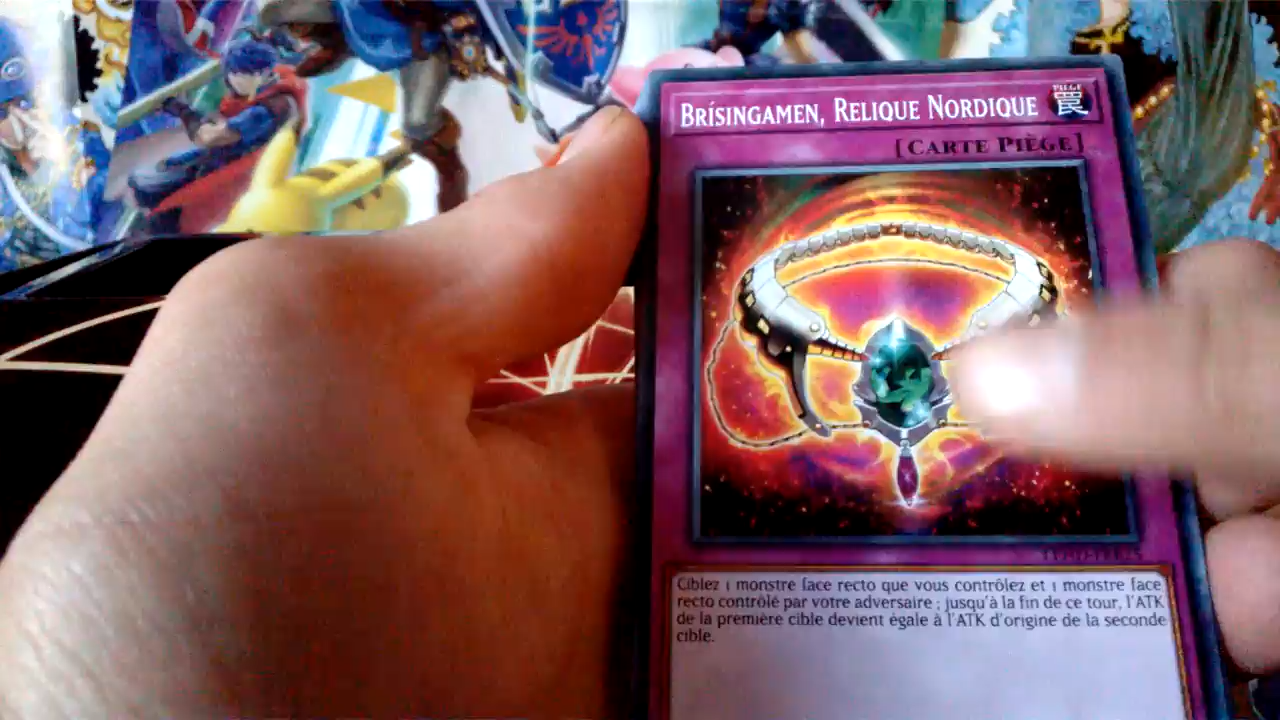 BRÍSINGAMEN, RELIQUE NORDIQUE
PIÈGE
罠
[CARTE PIÈGE]
Ciblez 1 monstre face recto que vous contrôlez et 1 monstre face
recto contrôlé par votre adversaire ; jusqu'à la fin de ce tour, l'ATK
de la première cible devient égale à l'ATK d'origine de la seconde
cible.